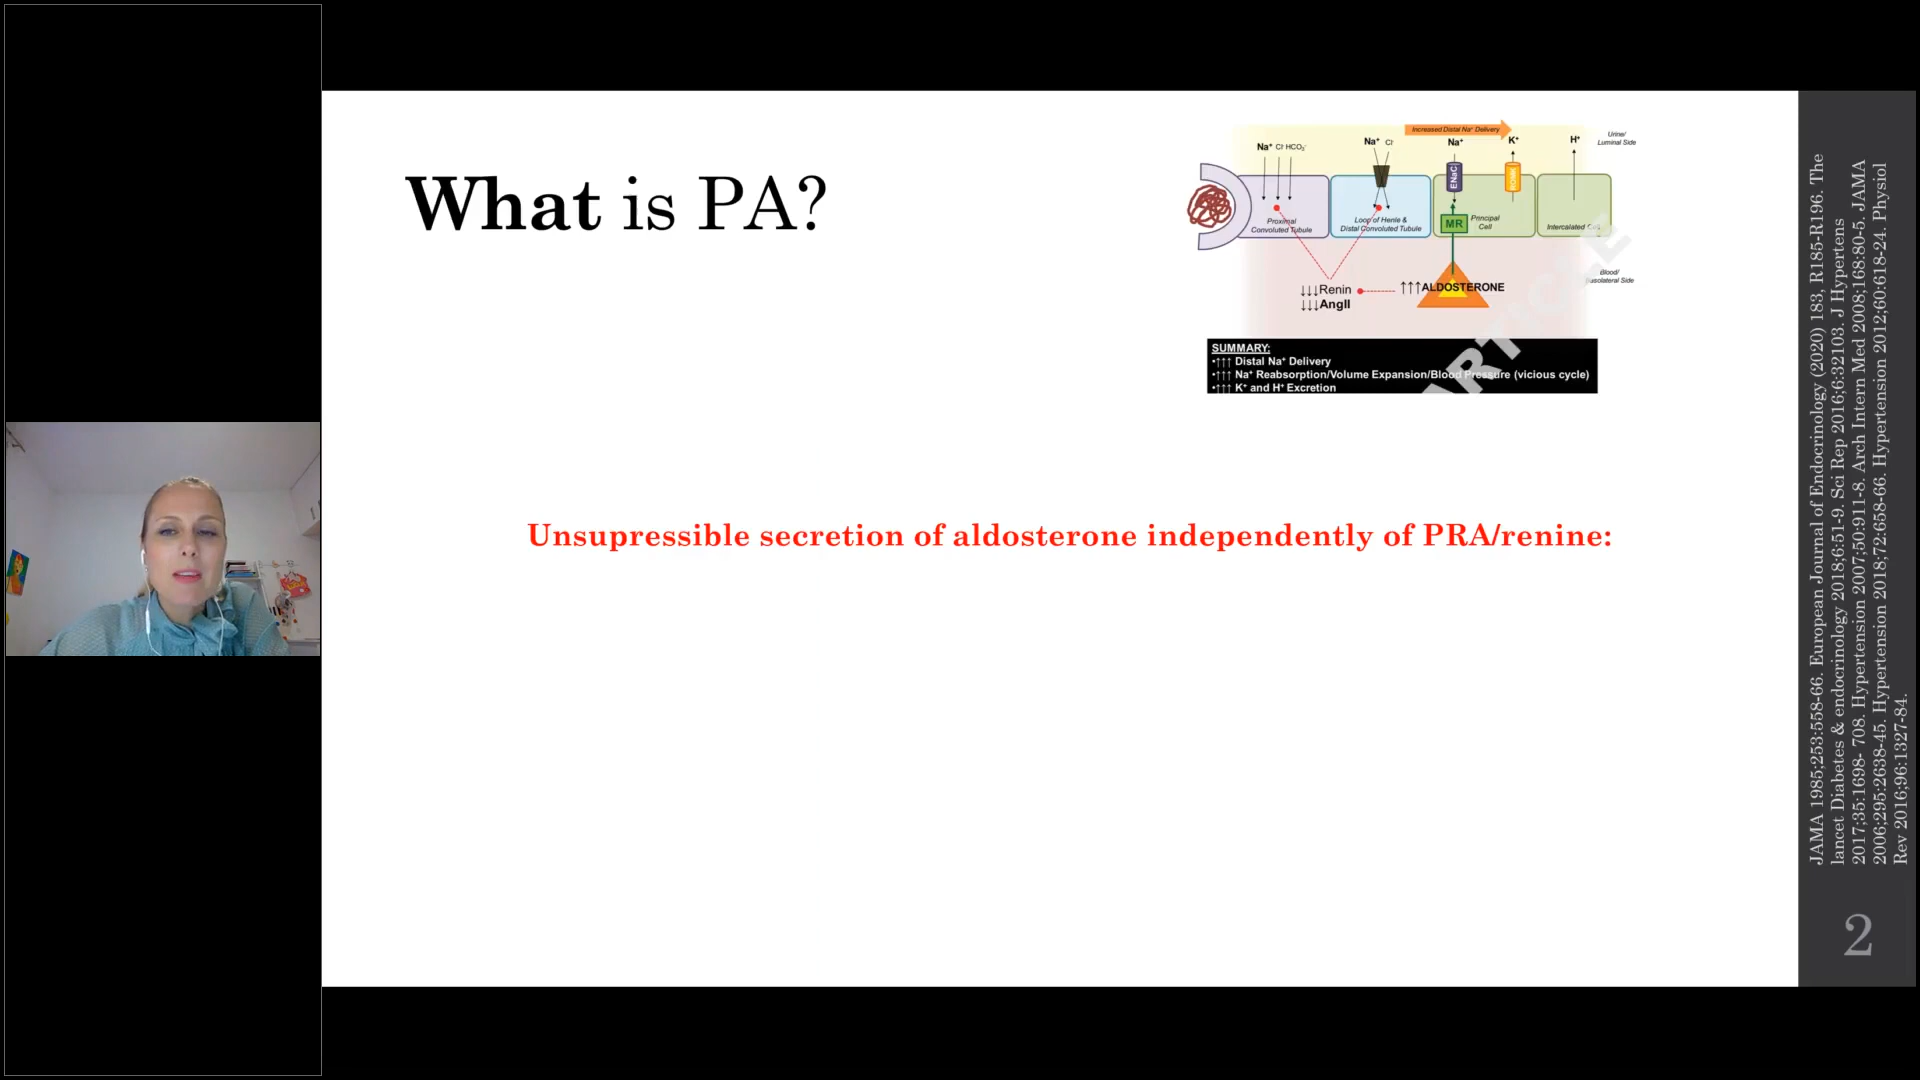 What is PA?
Increased Distal Na⁺ Delivery
Urine/
Luminal Side
Na⁺ Cl⁻ HCO₃⁻
Na⁺ Cl⁻
Na⁺
K⁺
H⁺
ENaC
MR
Proximal
Convoluted Tubule
Loop of Henle &
Distal Convoluted Tubule
Principal
Cell
Intercalated
Blood/
↓↓↓Renin
↓↓↓AngII
↑↑↑ALDOSTERONE
ARTICLE
SUMMARY:
•↑↑↑ Distal Na⁺ Delivery
•↑↑↑ Na⁺ Reabsorption/Volume Expansion/Blood Pressure (vicious cycle)
•↑↑↑ K⁺ and H⁺ Excretion
Unsupressible secretion of aldosterone independently of PRA/renine:
JAMA 1985;253:558-66. European Journal of Endocrinology (2020) 183, R185-R196. The
lancet Diabetes & endocrinology 2018;6:51-9. Sci Rep 2016;6:32103. J Hypertens
2017;35:1698- 708. Hypertension 2007;50:911-8. Arch Intern Med 2008;168:80-5. JAMA
2006;295:2638-45. Hypertension 2018;72:658-66. Hypertension 2012;60:618-24. Physiol
Rev 2016;96:1327-84.
2